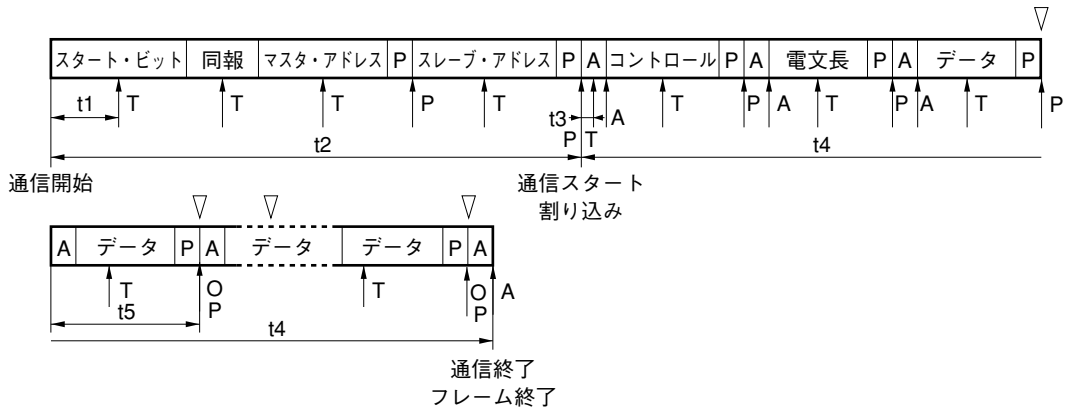 スタート・ビット 同報 マスタ・アドレス P スレーブ・アドレス P A コントロール P A 電文長 P A データ P
t1 T T T P T t3 A T P A T P A T P
P T
t2 t4
通信開始 通信スタート
割り込み
A データ P A データ データ P A
T O T O A
P P
t5
t4
通信終了
フレーム終了